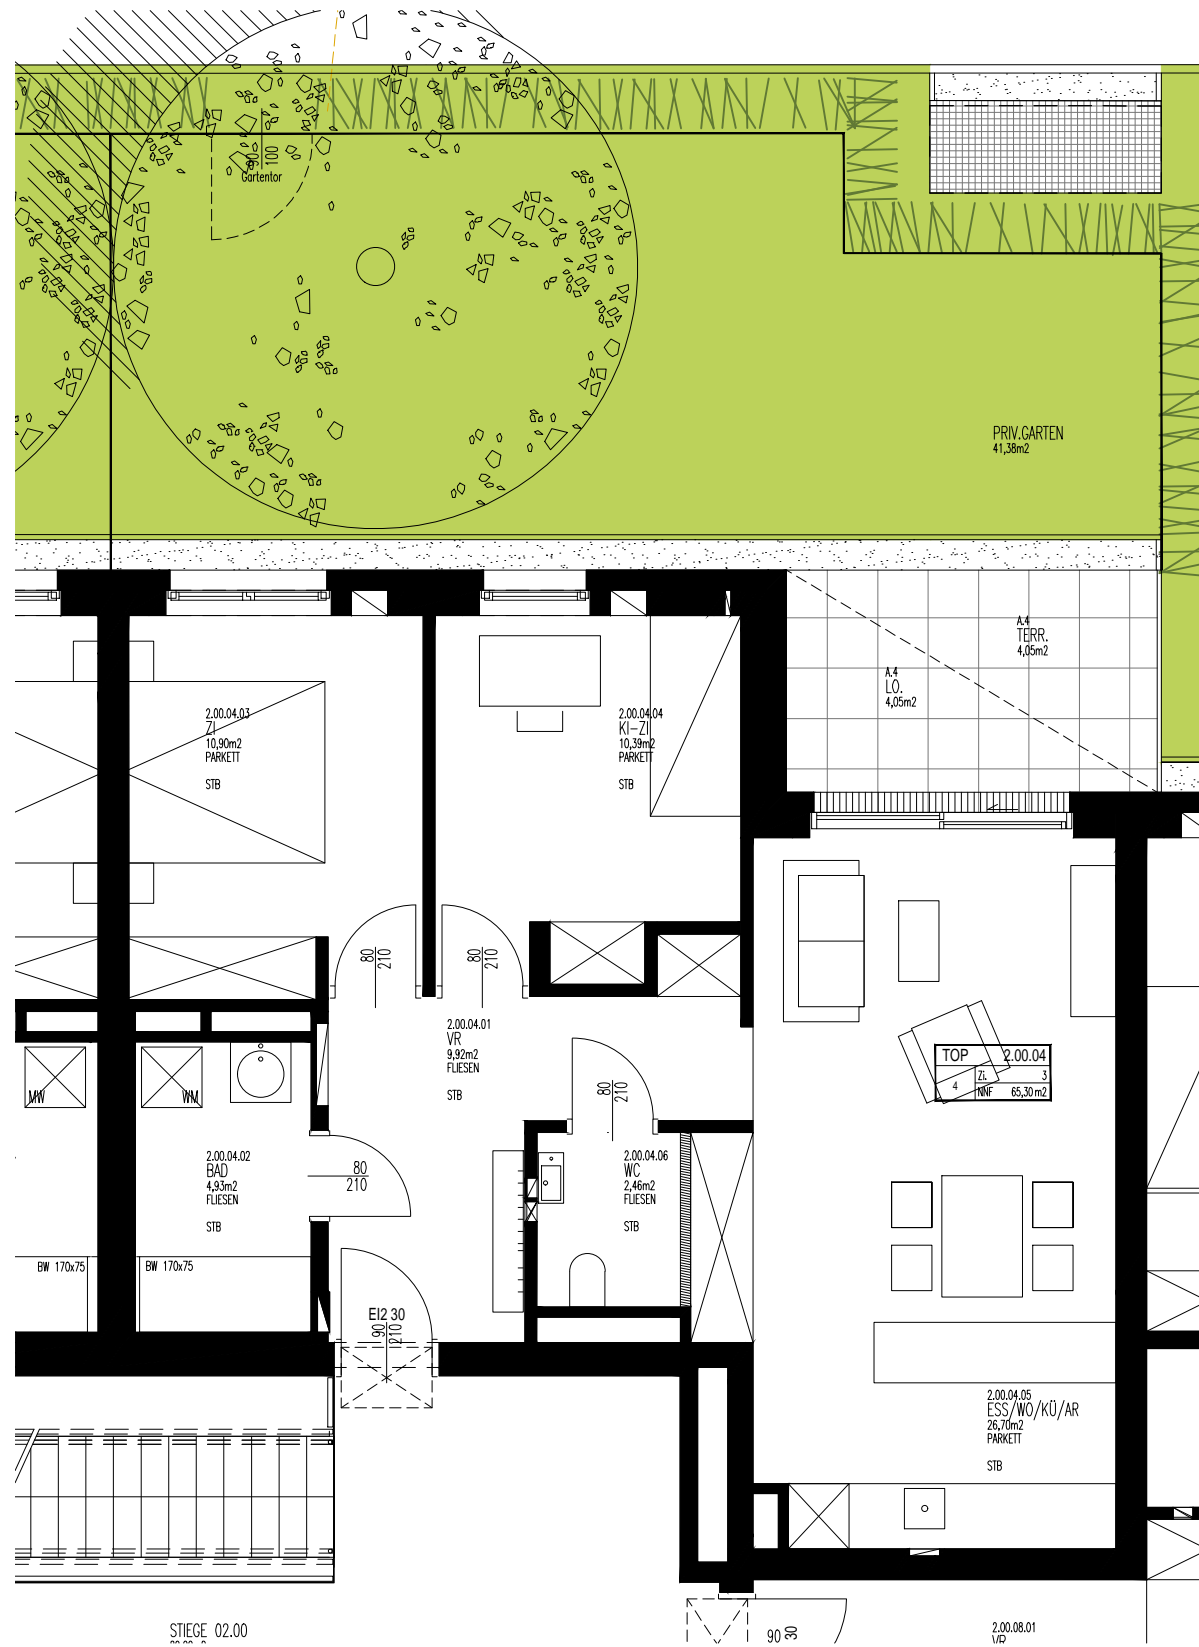 90
100
Gartentor
PRIV.GARTEN
41,38m2
A.4
TERR.
4,05m2
A.4
LO.
4,05m2
2.00.04.03
ZI
10,90m2
PARKETT
STB
2.00.04.04
KI-ZI
10,39m2
PARKETT
STB
80
210
80
210
2.00.04.01
VR
9,92m2
FLIESEN
STB
TOP 2.00.04
4 Zi. 3
NNF 65,30 m2
MW
WM
80
210
2.00.04.02
BAD
4,93m2
FLIESEN
STB
80
210
2.00.04.06
WC
2,46m2
FLIESEN
STB
BW 170x75
BW 170x75
EI2 30
90
210
2.00.04.05
ESS/WO/KÜ/AR
26,70m2
PARKETT
STB
STIEGE 02.00
90
30
2.00.08.01
VR